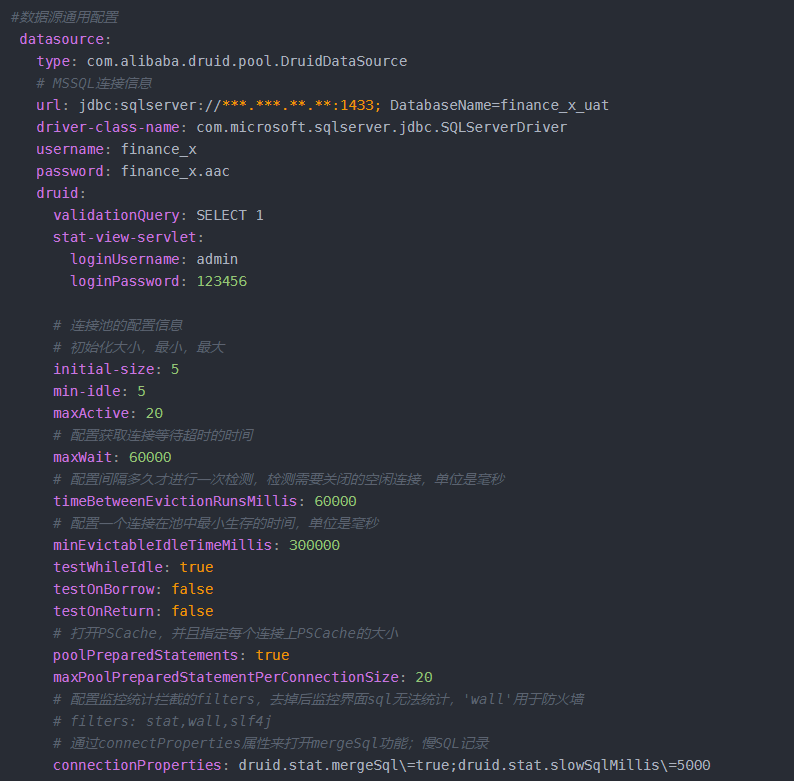 #数据源通用配置
datasource:
type: com.alibaba.druid.pool.DruidDataSource
# MSSQL连接信息
url: jdbc:sqlserver://***.***.**.**:1433; DatabaseName=finance_x_uat
driver-class-name: com.microsoft.sqlserver.jdbc.SQLServerDriver
username: finance_x
password: finance_x.aac
druid:
validationQuery: SELECT 1
stat-view-servlet:
loginUsername: admin
loginPassword: 123456
# 连接池的配置信息
# 初始化大小，最小，最大
initial-size: 5
min-idle: 5
maxActive: 20
# 配置获取连接等待超时的时间
maxWait: 60000
# 配置间隔多久才进行一次检测，检测需要关闭的空闲连接，单位是毫秒
timeBetweenEvictionRunsMillis: 60000
# 配置一个连接在池中最小生存的时间，单位是毫秒
minEvictableIdleTimeMillis: 300000
testWhileIdle: true
testOnBorrow: false
testOnReturn: false
# 打开PSCache，并且指定每个连接上PSCache的大小
poolPreparedStatements: true
maxPoolPreparedStatementPerConnectionSize: 20
# 配置监控统计拦截的filters，去掉后监控界面sql无法统计，'wall'用于防火墙
# filters: stat,wall,slf4j
# 通过connectProperties属性来打开mergeSql功能；慢SQL记录
connectionProperties: druid.stat.mergeSql\=true;druid.stat.slowSqlMillis\=5000